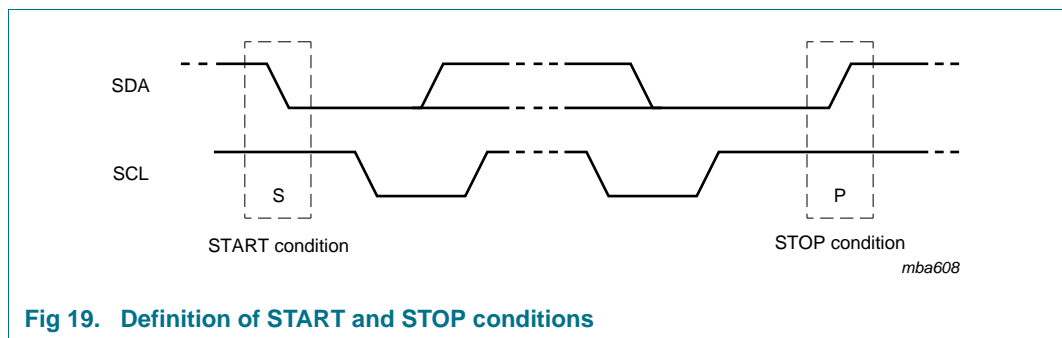 SDA
SCL
S
P
START condition
STOP condition
mba608
Fig 19. Definition of START and STOP conditions